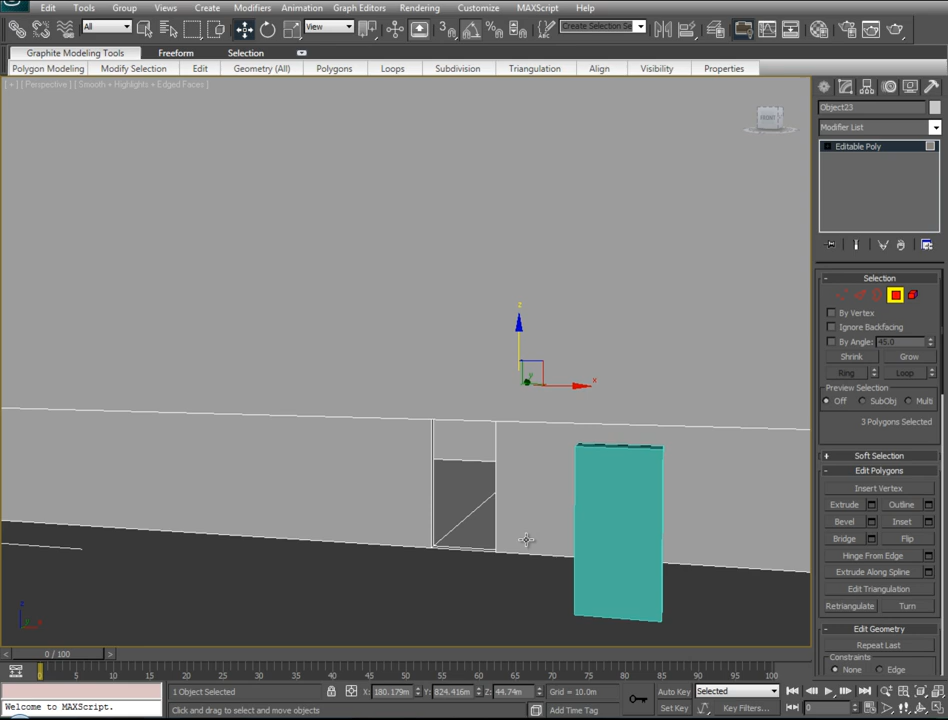 Edit Tools Group Views Create Modifiers Animation Graph Editors Rendering Customize MAXScript Help
All View 3 Create Selection Se
Graphite Modeling Tools Freeform Selection
Polygon Modeling Modify Selection Edit Geometry (All) Polygons Loops Subdivision Triangulation Align Visibility Properties
[ + ] [ Perspective ] [ Smooth + Highlights + Edged Faces ]
FRONT
Object23
Modifier List
Editable Poly
- Selection
By Vertex
Ignore Backfacing
By Angle: 45.0
Shrink Grow
Ring Loop
Preview Selection
Off SubObj Multi
3 Polygons Selected
+ Soft Selection
- Edit Polygons
Insert Vertex
Extrude Outline
Bevel Inset
Bridge Flip
Hinge From Edge
Extrude Along Spline
Edit Triangulation
Retriangulate Turn
- Edit Geometry
Repeat Last
Constraints
None Edge
z
y
x
z
x
< 0 / 100 >
0 5 10 15 20 25 30 35 40 45 50 55 60 65 70 75 80 85 90 95 100
1 Object Selected X: 180.179m Y: 824.416m Z: 44.74m Grid = 10.0m Auto Key Selected
Welcome to MAXScript. Click and drag to select and move objects Add Time Tag Set Key Key Filters... 0